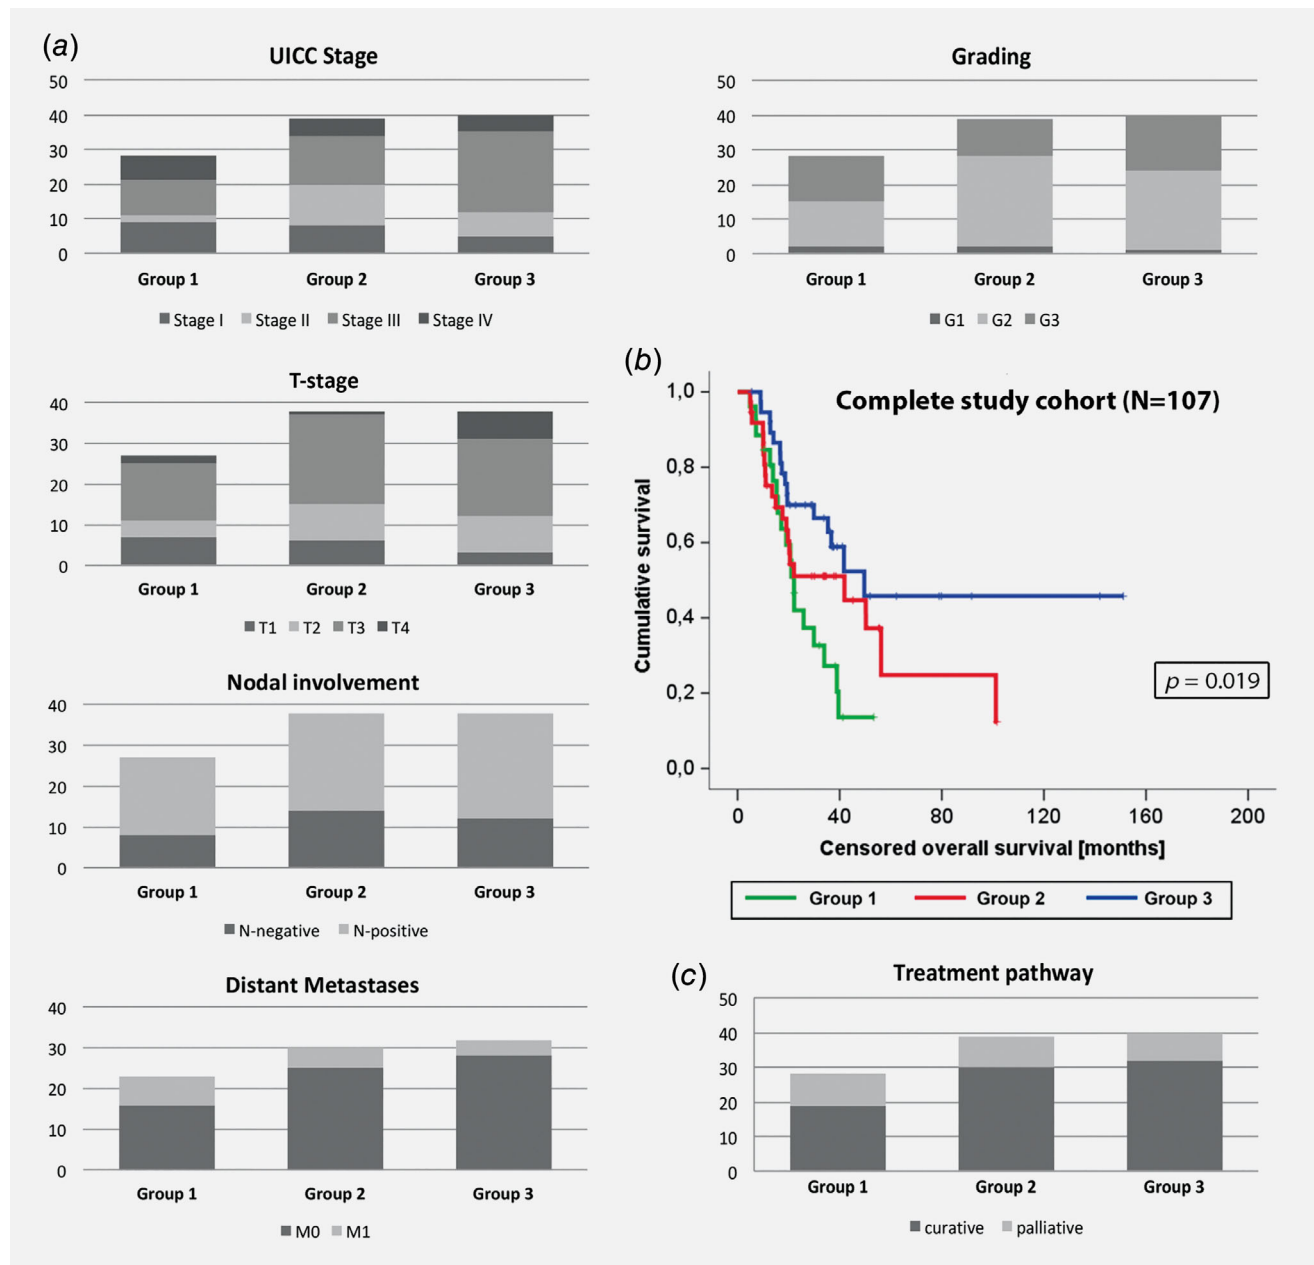 (a)
UICC Stage
50
40
30
20
10
0
Group 1 Group 2 Group 3
Stage I Stage II Stage III Stage IV
Grading
50
40
30
20
10
0
Group 1 Group 2 Group 3
G1 G2 G3
T-stage
40
30
20
10
0
Group 1 Group 2 Group 3
T1 T2 T3 T4
(b)
Complete study cohort (N=107)
Cumulative survival
1,0
0,8
0,6
0,4
0,2
0,0
p = 0.019
0 40 80 120 160 200
Censored overall survival [months]
Group 1 Group 2 Group 3
Nodal involvement
40
30
20
10
0
Group 1 Group 2 Group 3
N-negative N-positive
Distant Metastases
40
30
20
10
0
Group 1 Group 2 Group 3
M0 M1
(c)
Treatment pathway
50
40
30
20
10
0
Group 1 Group 2 Group 3
curative palliative